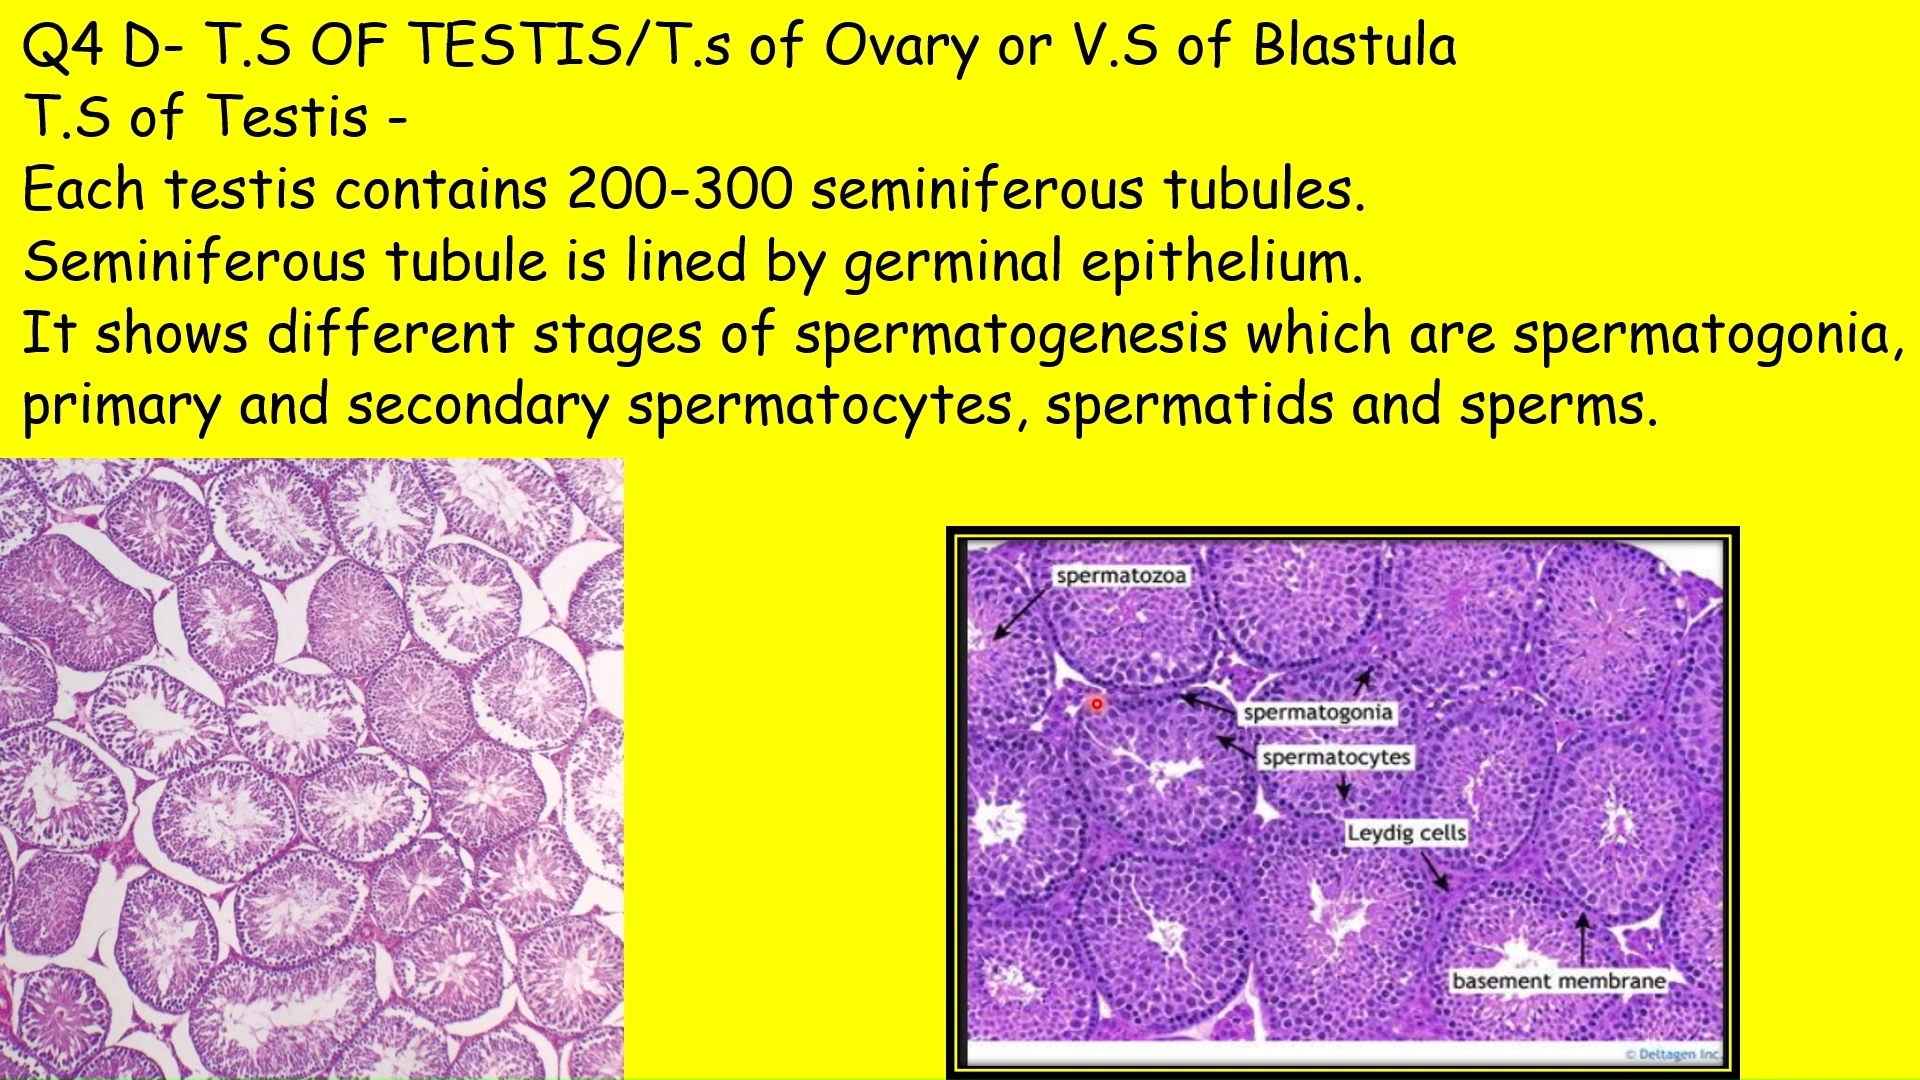 Q4 D- T.S OF TESTIS/T.s of Ovary or V.S of Blastula
T.S of Testis -
Each testis contains 200-300 seminiferous tubules.
Seminiferous tubule is lined by germinal epithelium.
It shows different stages of spermatogenesis which are spermatogonia,
primary and secondary spermatocytes, spermatids and sperms.
spermatozoa
spermatogonia
spermatocytes
Leydig cells
basement membrane
© Deltagen Inc.